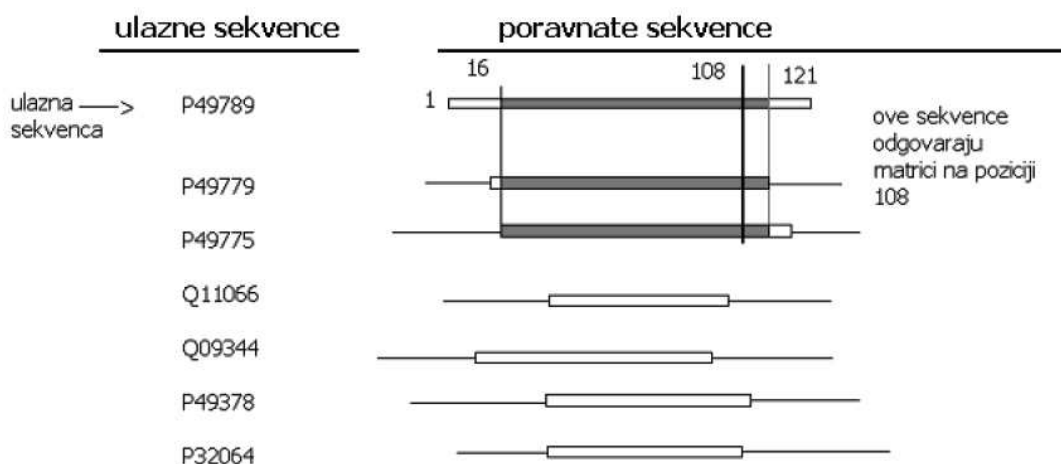 ulazne sekvence
poravnate sekvence
16
108
121
ulazna
sekvenca
P49789
1
ove sekvence
odgovaraju
matrici na poziciji
108
P49779
P49775
Q11066
Q09344
P49378
P32064